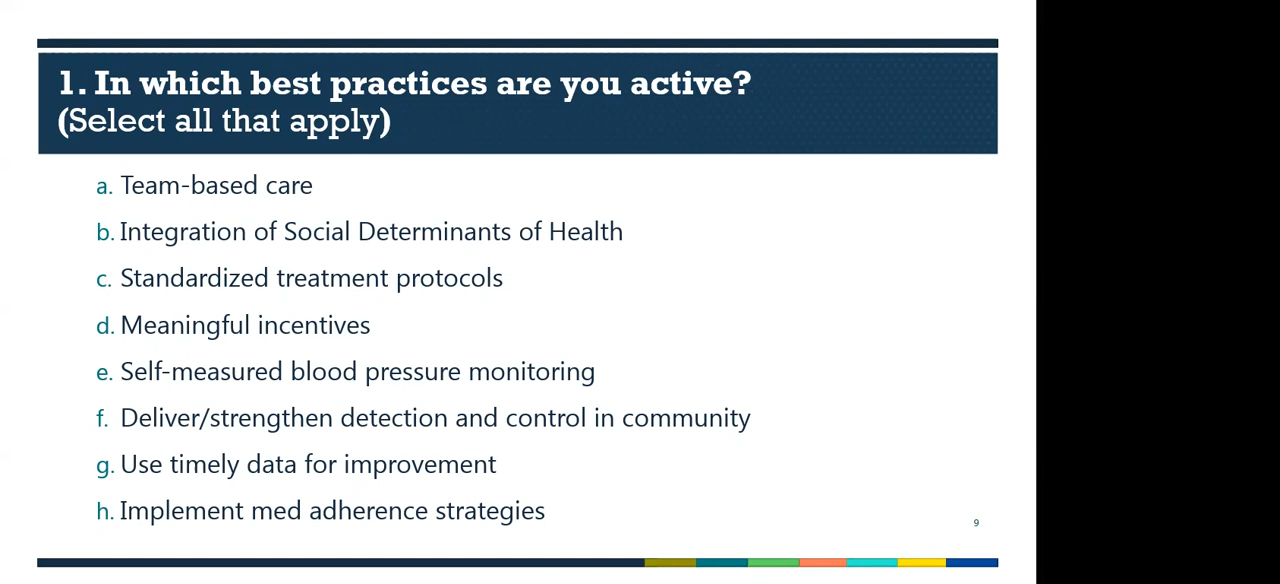 1. In which best practices are you active?
(Select all that apply)
a. Team-based care
b. Integration of Social Determinants of Health
c. Standardized treatment protocols
d. Meaningful incentives
e. Self-measured blood pressure monitoring
f. Deliver/strengthen detection and control in community
g. Use timely data for improvement
h. Implement med adherence strategies
9